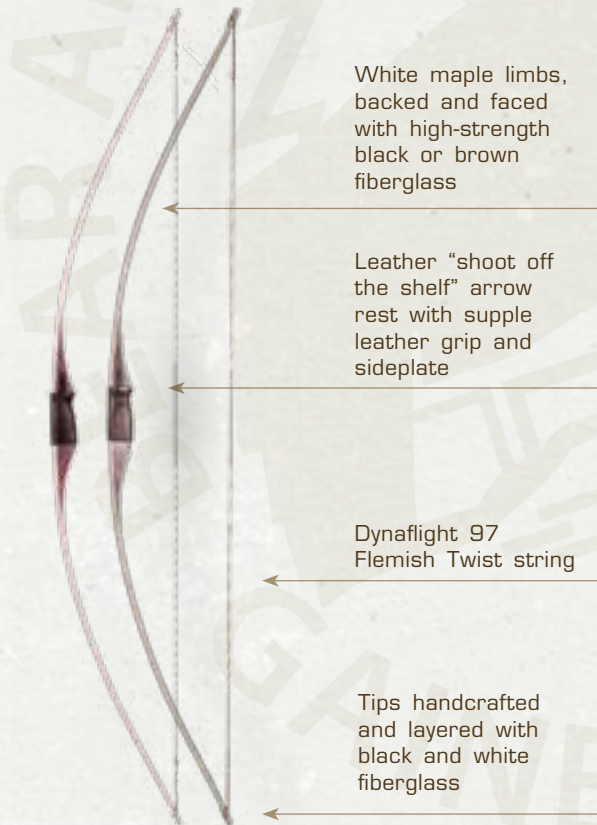 White maple limbs,
backed and faced
with high-strength
black or brown
fiberglass
Leather “shoot off
the shelf” arrow
rest with supple
leather grip and
sideplate
Dynaflight 97
Flemish Twist string
Tips handcrafted
and layered with
black and white
fiberglass